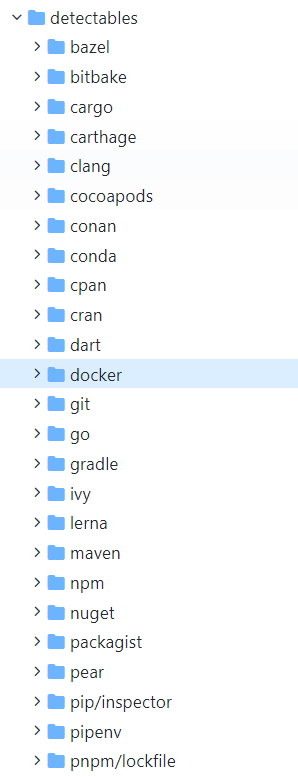 detectables
bazel
bitbake
cargo
carthage
clang
cocoapods
conan
conda
cpan
cran
dart
docker
git
go
gradle
ivy
lerna
maven
npm
nuget
packagist
pear
pip/inspector
pipenv
pnpm/lockfile